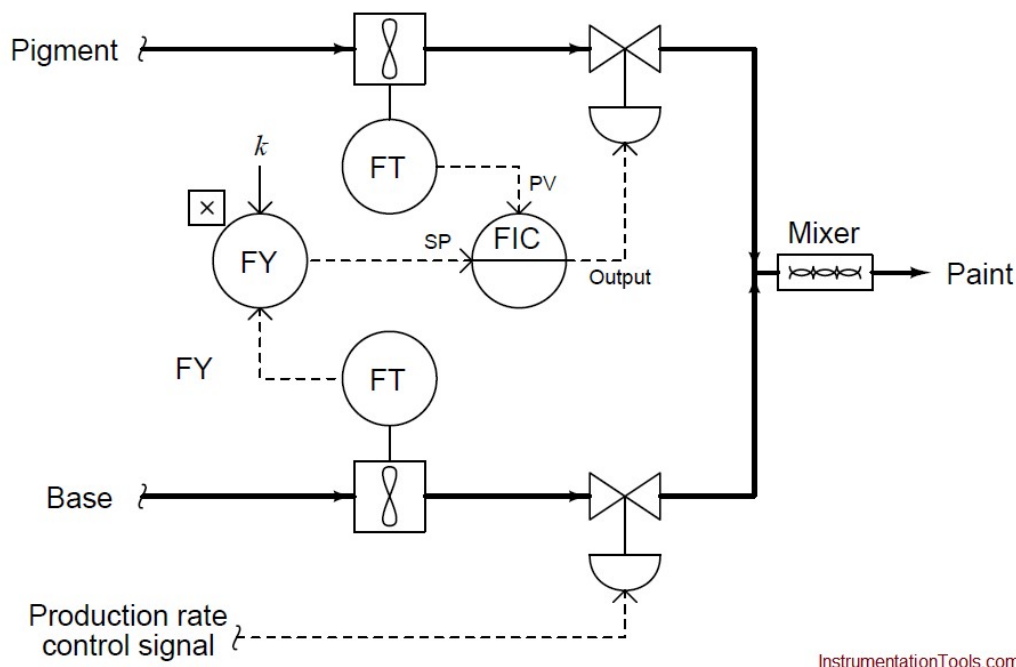 Pigment
FT
k
PV
×
FY
SP
FIC
Output
Mixer
Paint
FY
FT
Base
Production rate
control signal
InstrumentationTools.com